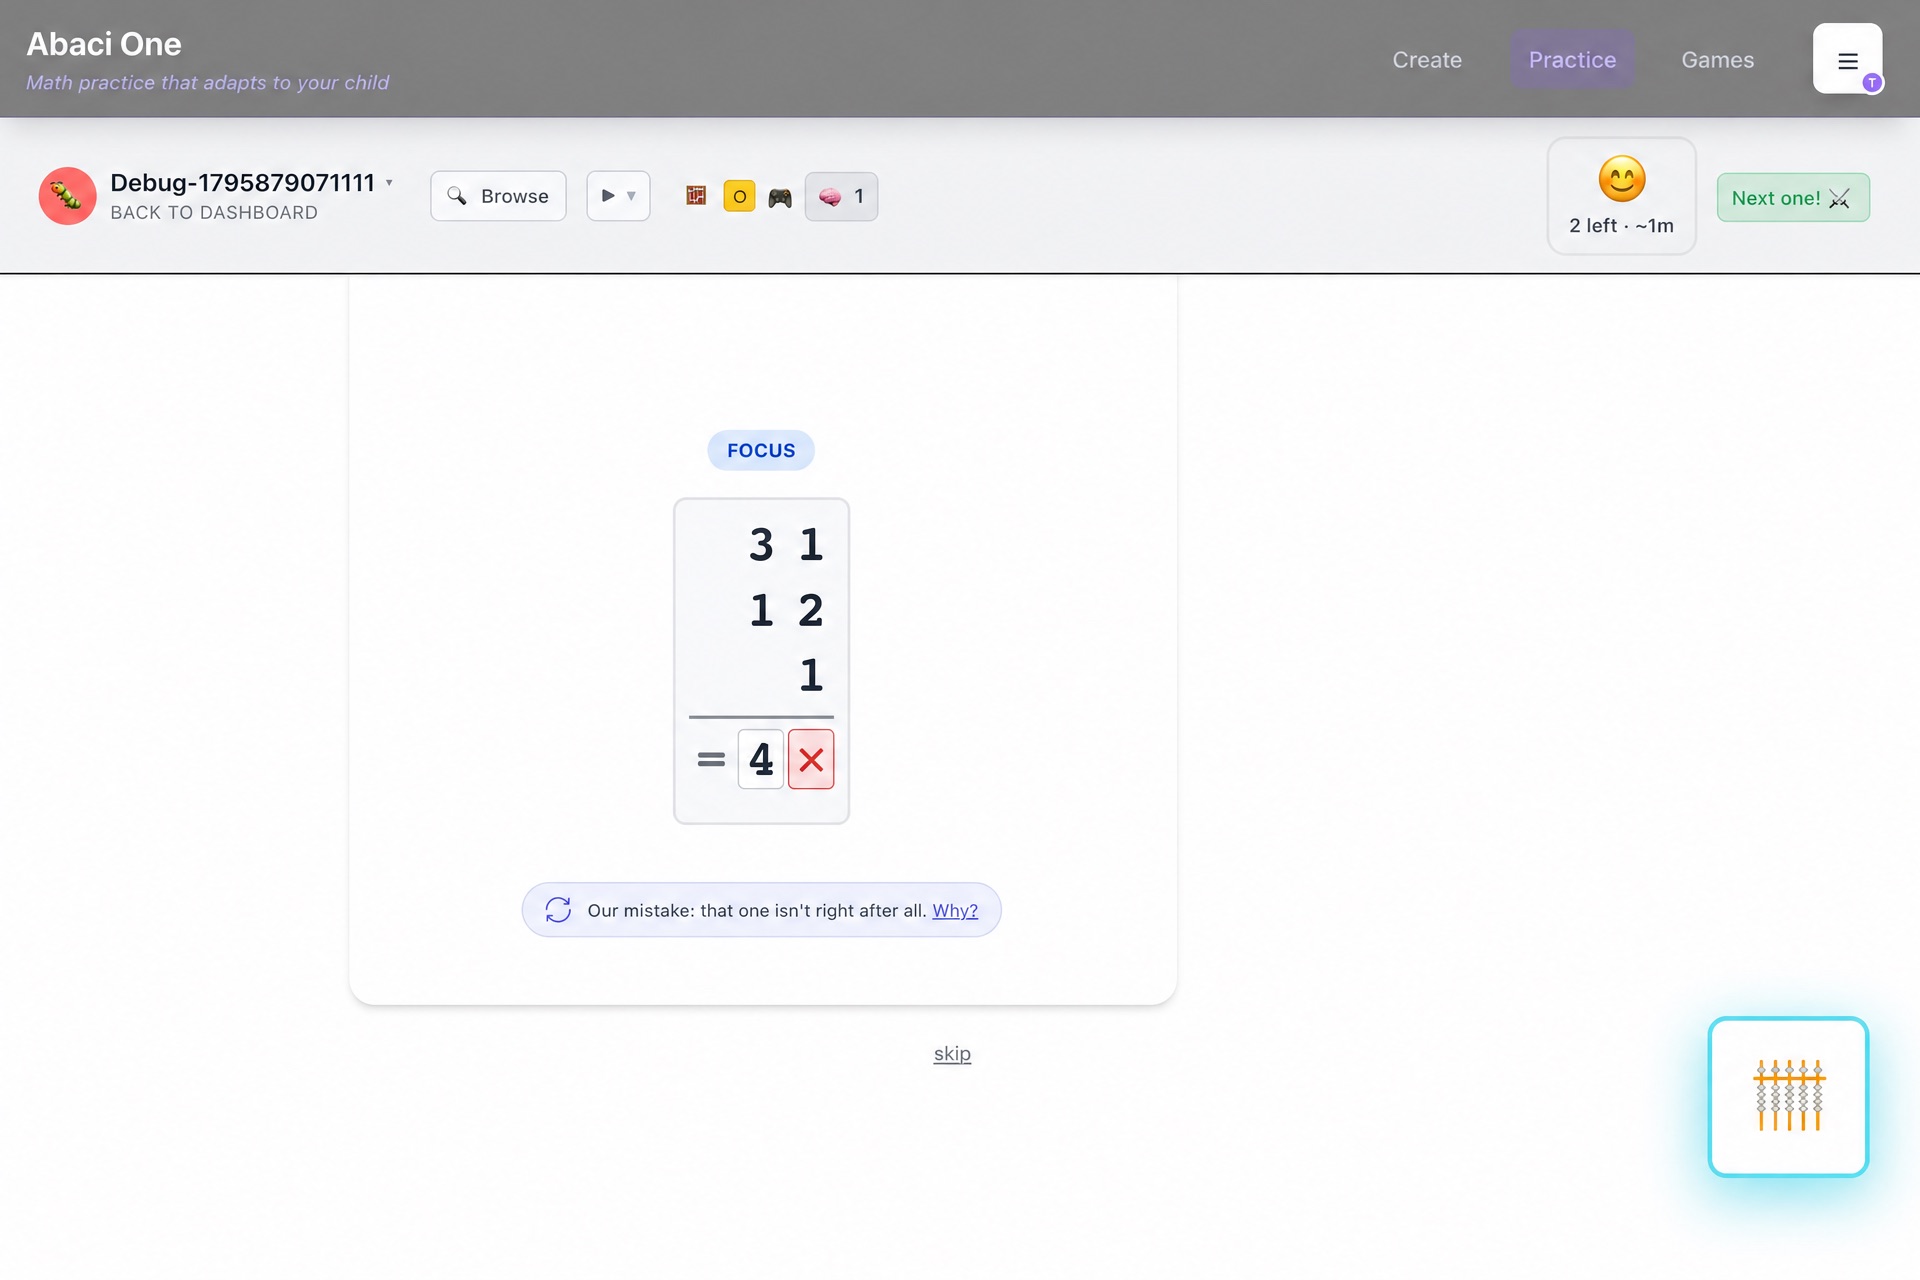 Abaci One
Math practice that adapts to your child
Create
Practice
Games
T
Debug-1795879071111
BACK TO DASHBOARD
Browse
O
1
2 left · ~1m
Next one!
FOCUS
3 1
1 2
1
= 4 ×
Our mistake: that one isn't right after all. Why?
skip